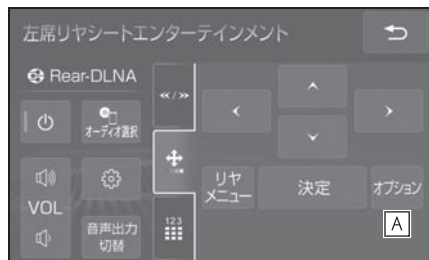 左席リヤシートエンターテインメント
Rear-DLNA
オーディオ選択
VOL
音声出力
切替
123
リヤ
メニュー
決定
オプション
A